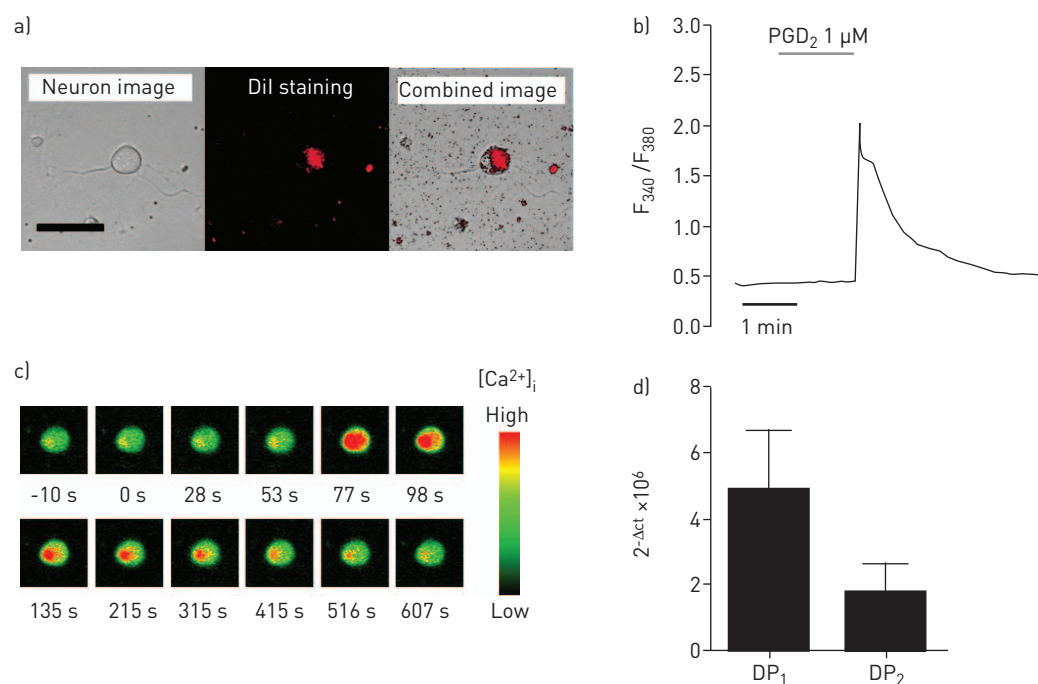 a)
Neuron image
DiI staining
Combined image
b)
PGD₂ 1 µM
F₃₄₀ /F₃₈₀
3.0
2.5
2.0
1.5
1.0
0.5
0.0
1 min
c)
[Ca²⁺]ᵢ
High
Low
-10 s 0 s 28 s 53 s 77 s 98 s
135 s 215 s 315 s 415 s 516 s 607 s
d)
2⁻ᐞᶜᵗ ×10⁶
8
6
4
2
0
DP₁ DP₂